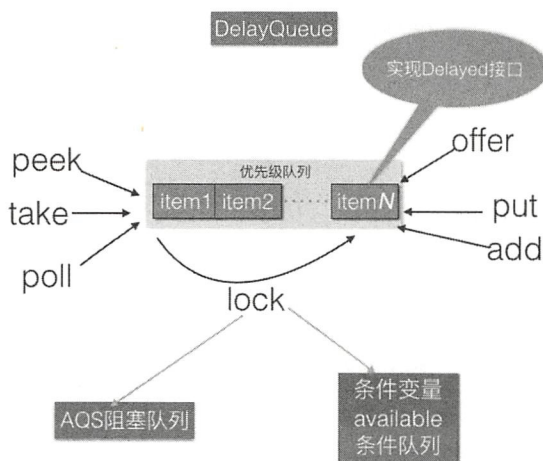 DelayQueue
实现Delayed接口
offer
peek
优先级队列
item1 item2 ······ itemN
take
put
add
poll
lock
AQS阻塞队列
条件变量
available
条件队列